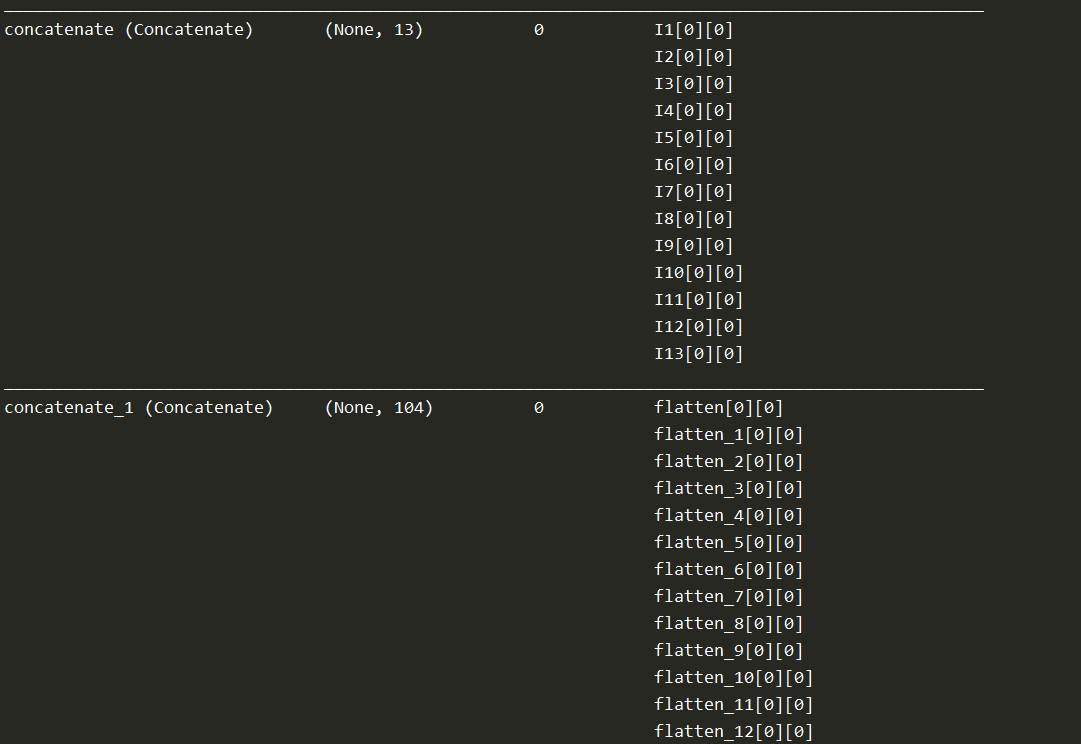 concatenate (Concatenate) (None, 13) 0 I1[0][0]
I2[0][0]
I3[0][0]
I4[0][0]
I5[0][0]
I6[0][0]
I7[0][0]
I8[0][0]
I9[0][0]
I10[0][0]
I11[0][0]
I12[0][0]
I13[0][0]
concatenate_1 (Concatenate) (None, 104) 0 flatten[0][0]
flatten_1[0][0]
flatten_2[0][0]
flatten_3[0][0]
flatten_4[0][0]
flatten_5[0][0]
flatten_6[0][0]
flatten_7[0][0]
flatten_8[0][0]
flatten_9[0][0]
flatten_10[0][0]
flatten_11[0][0]
flatten_12[0][0]